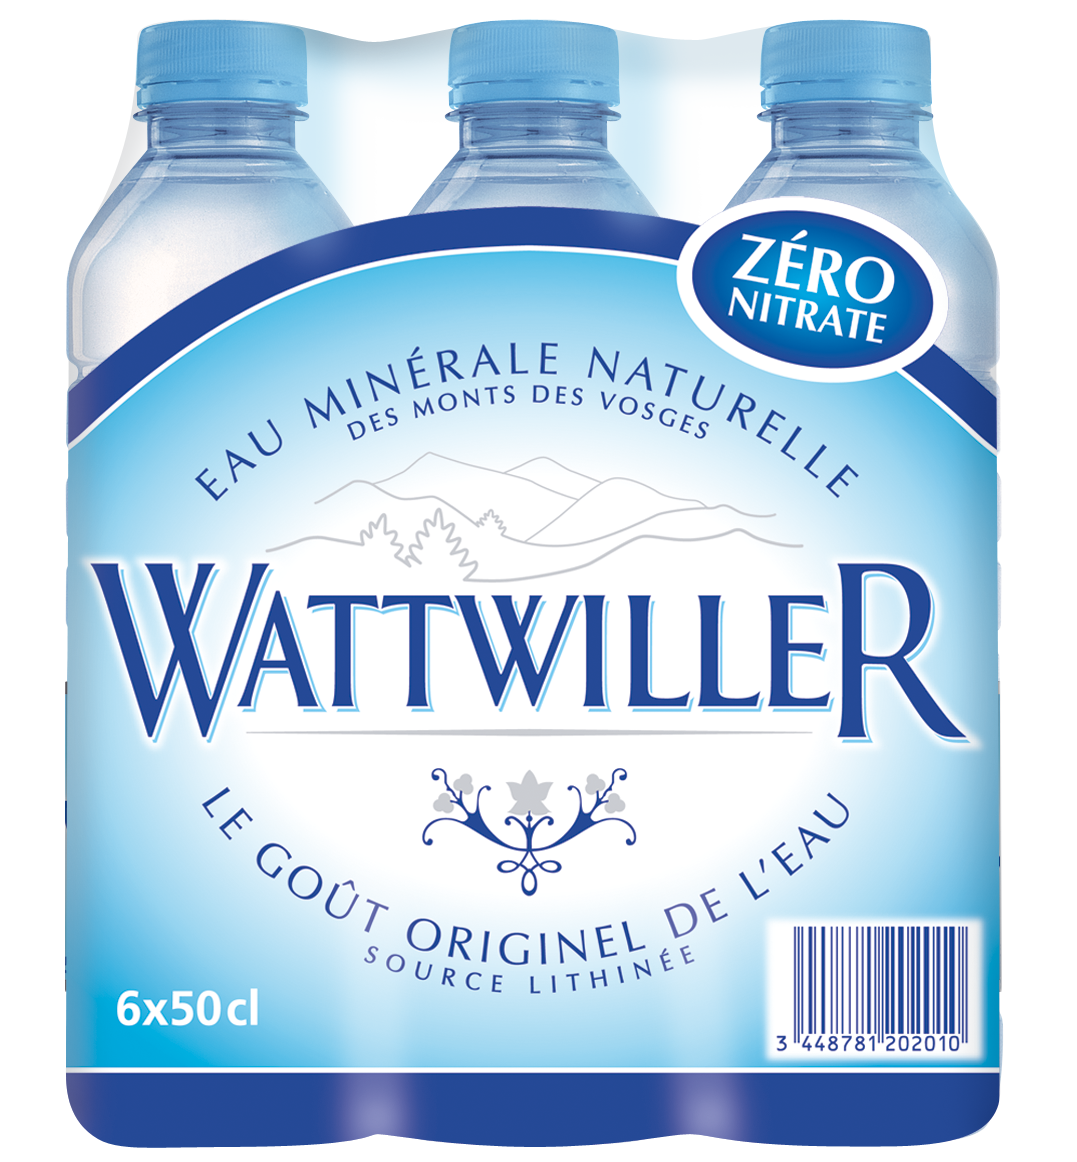 ZÉRO
NITRATE
EAU MINÉRALE NATURELLE
DES MONTS DES VOSGES
WATTWILLER
LE GOÛT ORIGINEL DE L'EAU
SOURCE LITHINÉE
6x50cl
3 448781 202010